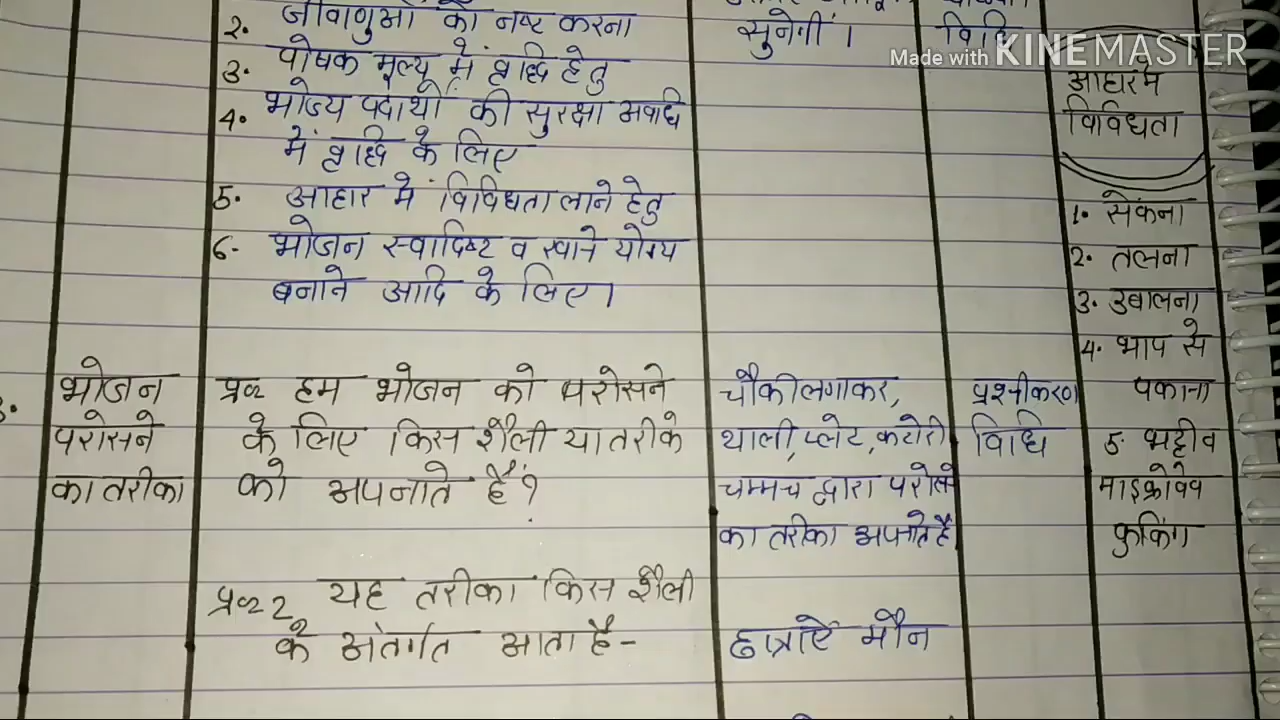 2. जीवाणुओं को नष्ट करना
3. पोषक मूल्य में वृद्धि हेतु
4. भोज्य पदार्थों की सुरक्षा अवधि
में वृद्धि के लिए
5. आहार में विविधता लाने हेतु
6. भोजन स्वादिष्ट व खाने योग्य
बनाने आदि के लिए।
सुनेगीं।
विधि
Made with KINEMASTER
आहार में
विविधता
1. सेंकना
2. तलना
3. उबालना
4. भाप से
पकाना
5. भट्टी व
माइक्रोवेव
कुकिंग
भोजन
परोसने
का तरीका
प्र॰ हम भोजन को परोसने
के लिए किस शैली या तरीके
को अपनाते हैं?
चौकी लगाकर,
थाली, प्लेट, कटोरी
चम्मच द्वारा परोसने
का तरीका अपनाते हैं
प्रश्नीकरण
विधि
प्र॰2 यह तरीका किस शैली
के अंतर्गत आता है-
छात्राऐं मौन